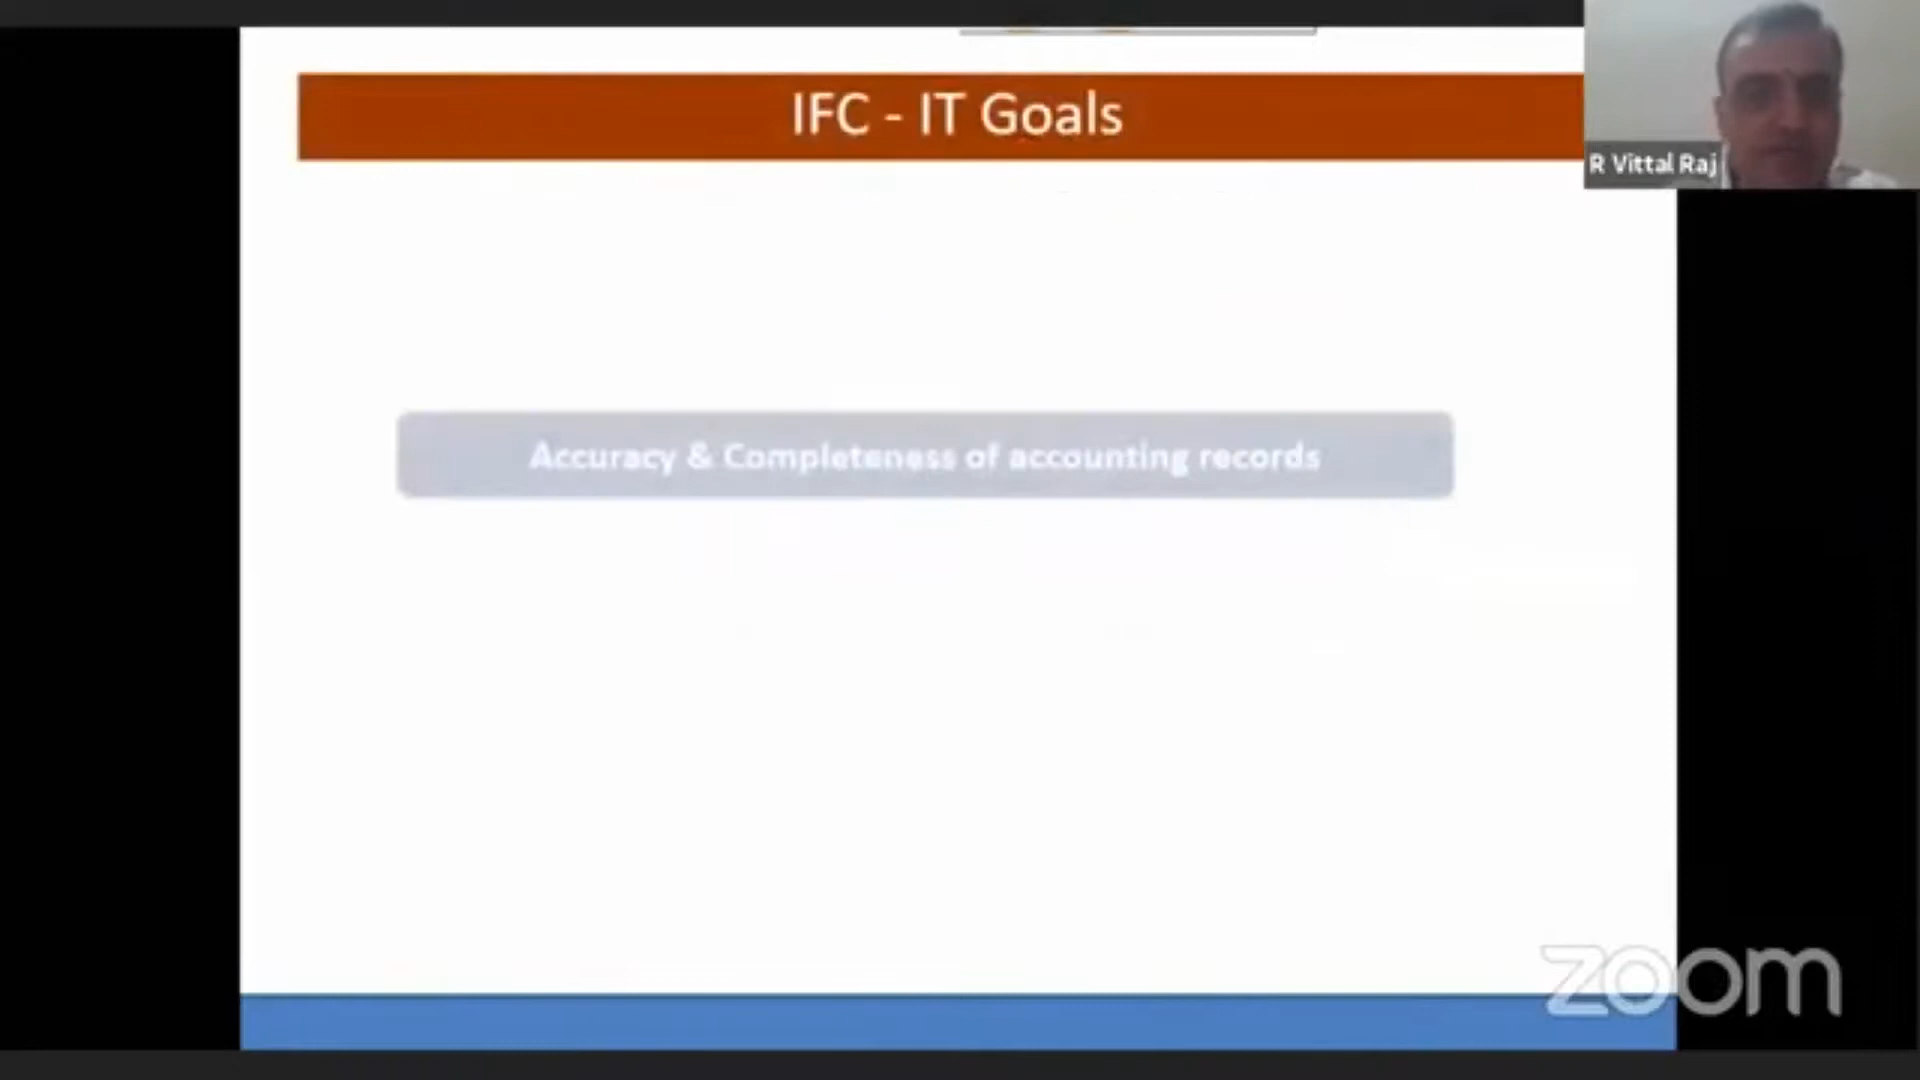 IFC - IT Goals
R Vittal Raj
Accuracy & Completeness of accounting records
zoom